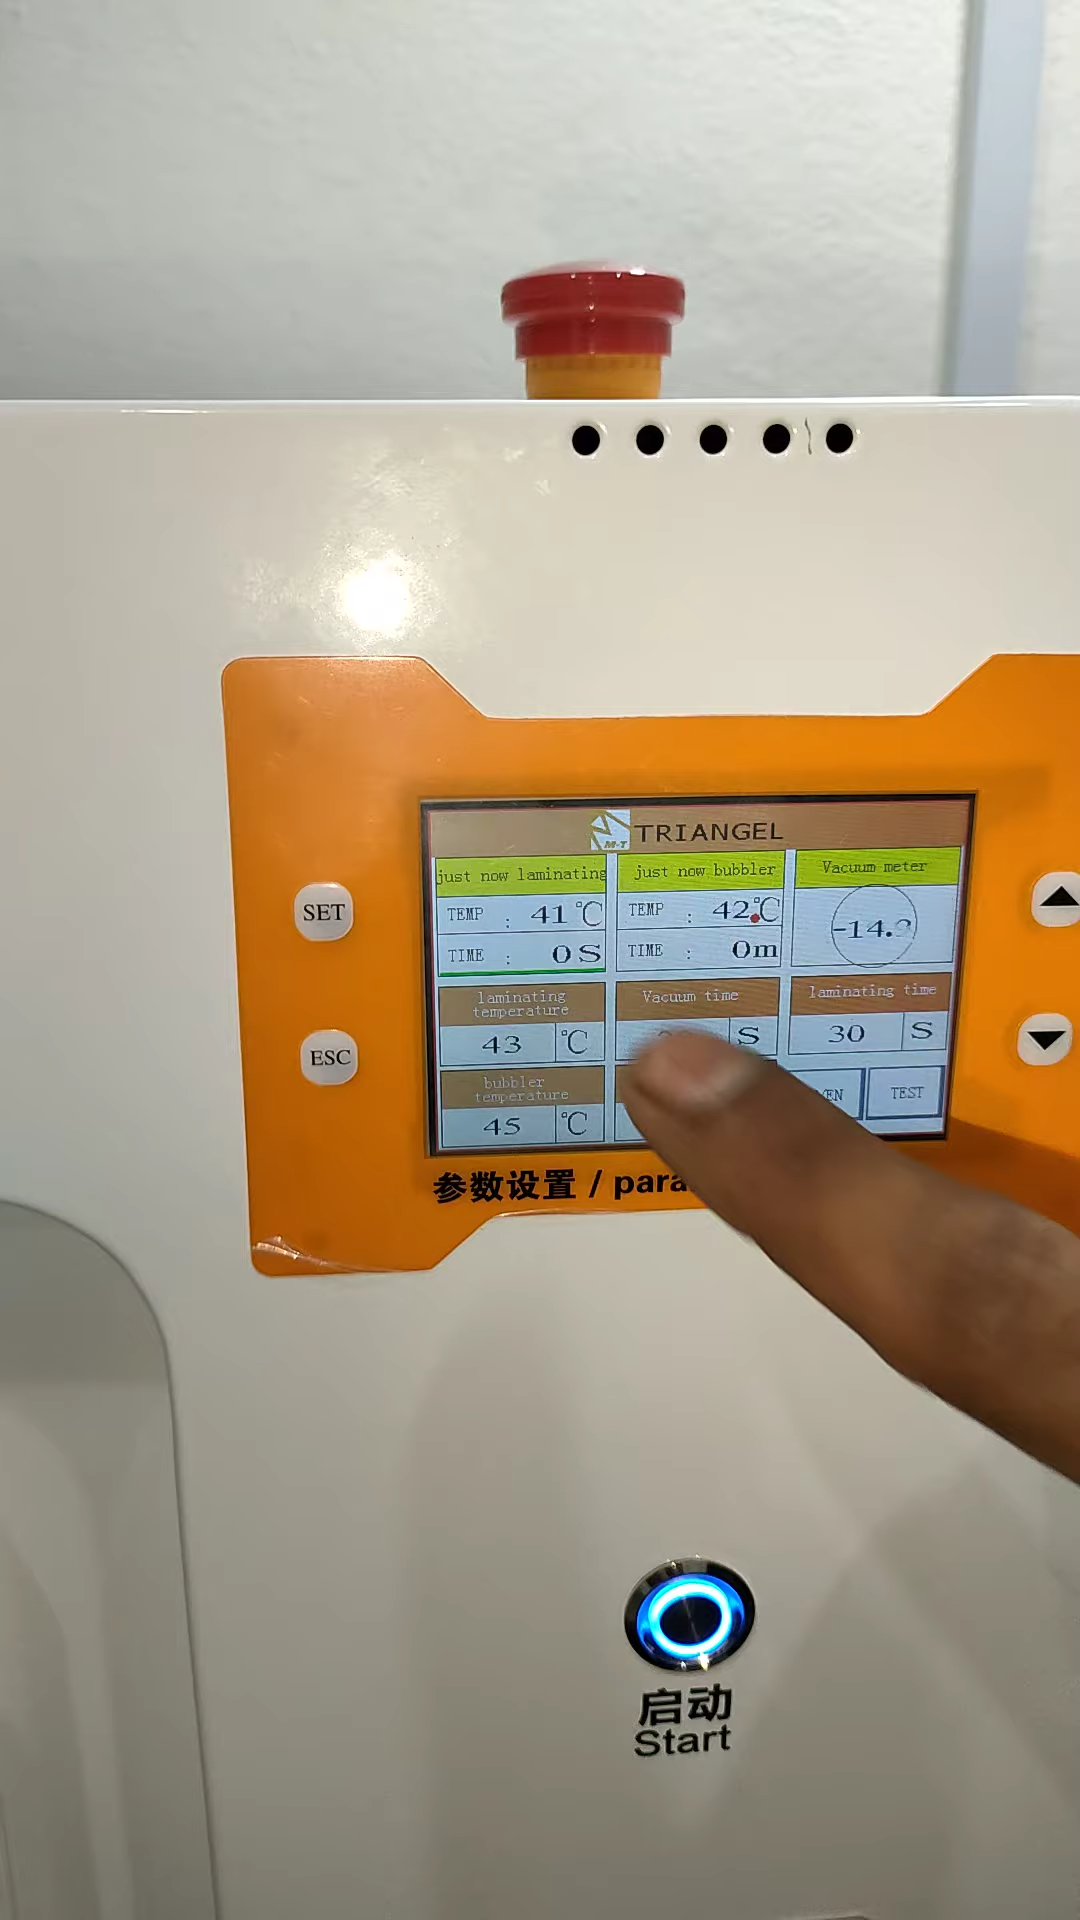 M-T TRIANGEL
just now laminating
just now bubbler
Vacuum meter
TEMP : 41 ℃
TEMP : 42 ℃
-14.
TIME : 0 S
TIME : 0m
laminating
temperature
Vacuum time
laminating time
43 ℃
S
30 S
bubbler
temperature
TEST
45 ℃
SET
ESC
参数设置 / para
启动
Start